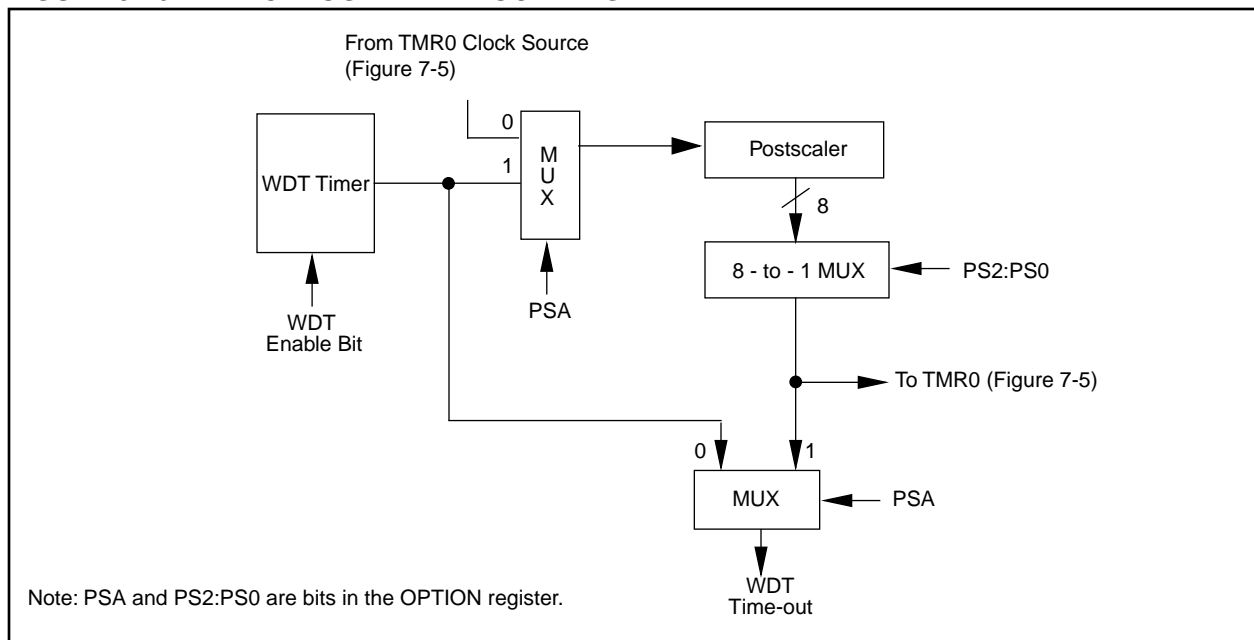 From TMR0 Clock Source
(Figure 7-5)
0
1
M
U
X
WDT Timer
Postscaler
8
8 - to - 1 MUX
PS2:PS0
PSA
WDT
Enable Bit
To TMR0 (Figure 7-5)
0
1
MUX
PSA
WDT
Time-out
Note: PSA and PS2:PS0 are bits in the OPTION register.